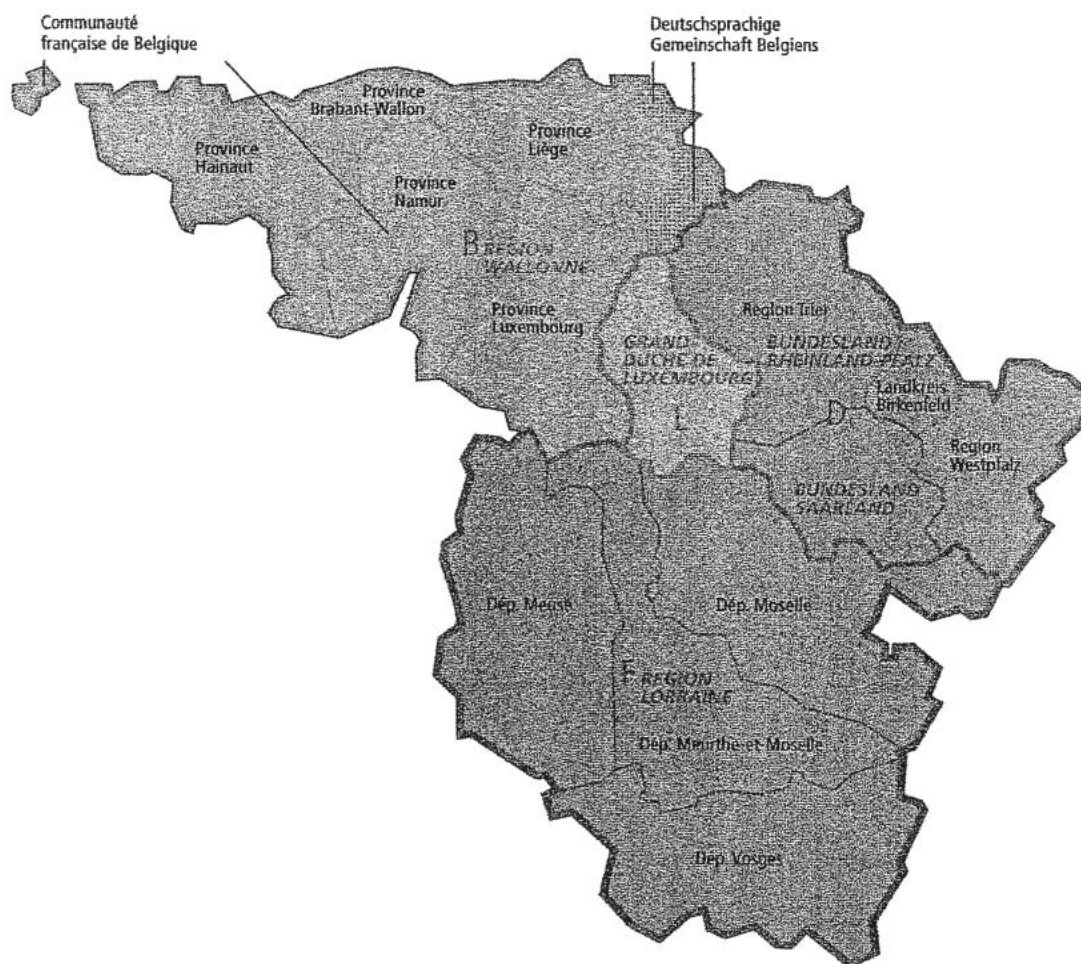 Communauté
française de Belgique
Deutschsprachige
Gemeinschaft Belgiens
Province
Brabant-Wallon
Province
Liège
Province
Hainaut
Province
Namur
B REGION
WALLONNE
Province
Luxembourg
Region Trier
GRAND
DUCHE DE
LUXEMBOURG
BUNDESLAND
RHEINLAND-PFALZ
Landkreis
Birkenfeld
L
D
Region
Westpfalz
BUNDESLAND
SAARLAND
Dép. Meuse
Dép. Moselle
F REGION
LORRAINE
Dép. Meurthe et Moselle
Dép. Vosges